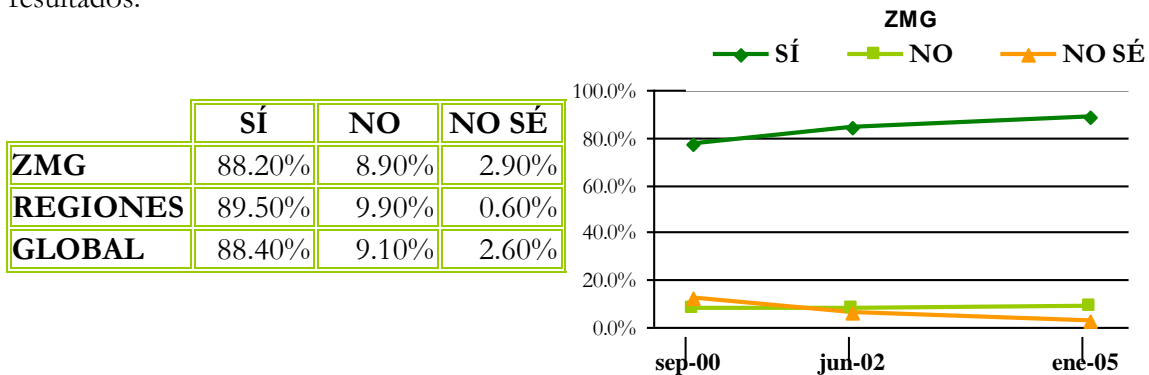 resultados.
SÍ NO NO SÉ
ZMG 88.20% 8.90% 2.90%
REGIONES 89.50% 9.90% 0.60%
GLOBAL 88.40% 9.10% 2.60%
ZMG
SÍ NO NO SÉ
100.0%
80.0%
60.0%
40.0%
20.0%
0.0%
sep-00 jun-02 ene-05